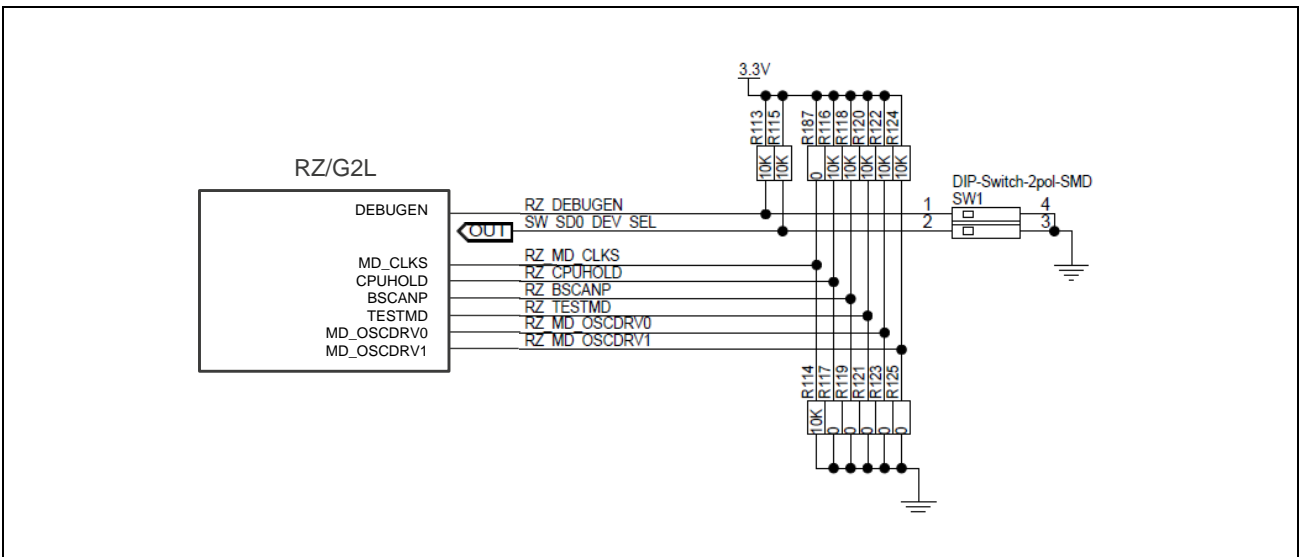 3.3V
R113
R115
R187
R116
R118
R120
R122
R124
10K
10K
0
10K
10K
10K
10K
10K
RZ/G2L
DIP-Switch-2pol-SMD
SW1
DEBUGEN
RZ_DEBUGEN
1
4
OUT
SW_SD0_DEV_SEL
2
3
MD_CLKS
RZ_MD_CLKS
CPUHOLD
RZ_CPUHOLD
BSCANP
RZ_BSCANP
TESTMD
RZ_TESTMD
MD_OSCDRV0
RZ_MD_OSCDRV0
MD_OSCDRV1
RZ_MD_OSCDRV1
R114
R117
R119
R121
R123
R125
10K
0
0
0
0
0